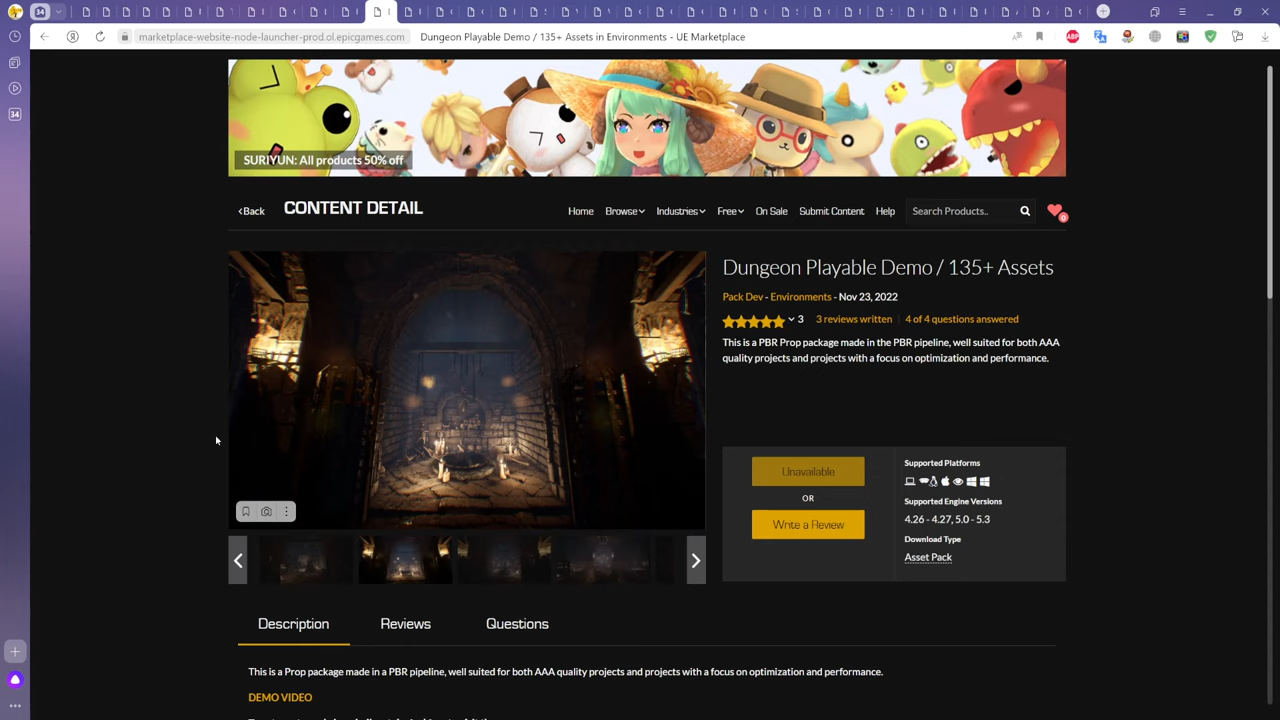 34
marketplace-website-node-launcher-prod.ol.epicgames.com
Dungeon Playable Demo / 135+ Assets in Environments - UE Marketplace
ABP
34
SURIYUN: All products 50% off
Back
CONTENT DETAIL
Home
Browse
Industries
Free
On Sale
Submit Content
Help
Search Products..
0
Dungeon Playable Demo / 135+ Assets
Pack Dev - Environments - Nov 23, 2022
3
3 reviews written
4 of 4 questions answered
This is a PBR Prop package made in the PBR pipeline, well suited for both AAA
quality projects and projects with a focus on optimization and performance.
Unavailable
OR
Write a Review
Supported Platforms
Supported Engine Versions
4.26 - 4.27, 5.0 - 5.3
Download Type
Asset Pack
Description
Reviews
Questions
This is a Prop package made in a PBR pipeline, well suited for both AAA quality projects and projects with a focus on optimization and performance.
DEMO VIDEO